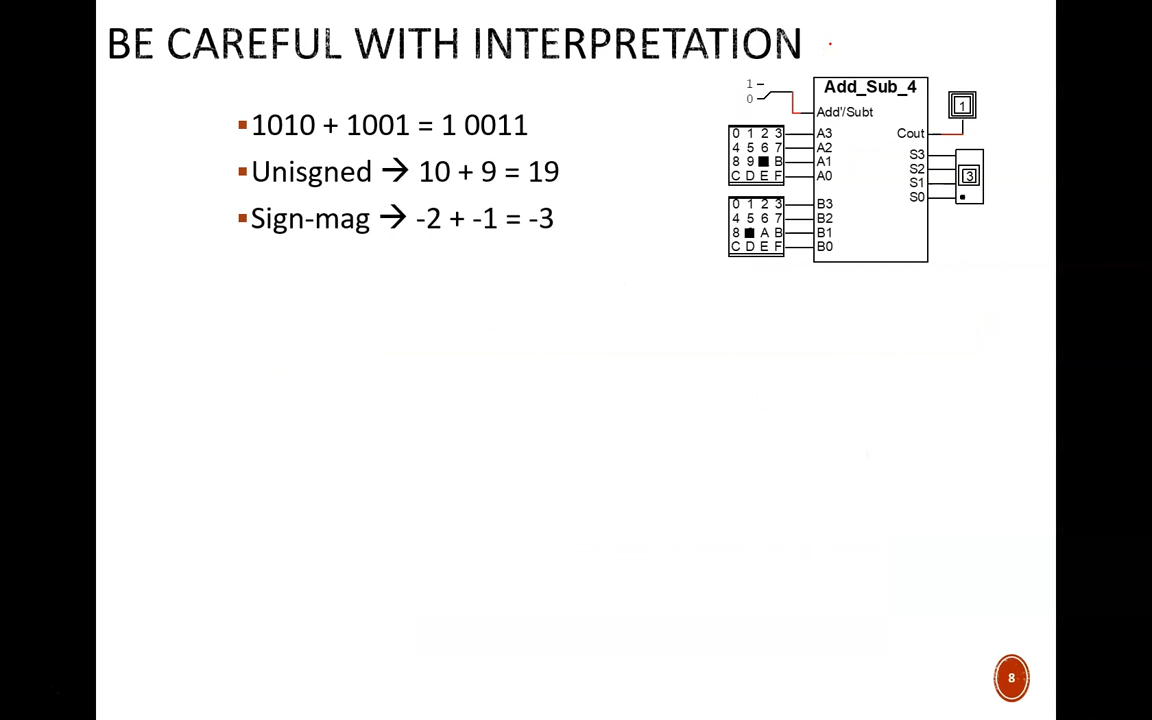 BE CAREFUL WITH INTERPRETATION
1010 + 1001 = 1 0011
Unisgned → 10 + 9 = 19
Sign-mag → -2 + -1 = -3
1
0
Add_Sub_4
Add'/Subt
1
Cout
0 1 2 3
4 5 6 7
8 9 B
C D E F
A3
A2
A1
A0
S3
S2
S1
S0
3
0 1 2 3
4 5 6 7
8 A B
C D E F
B3
B2
B1
B0
8